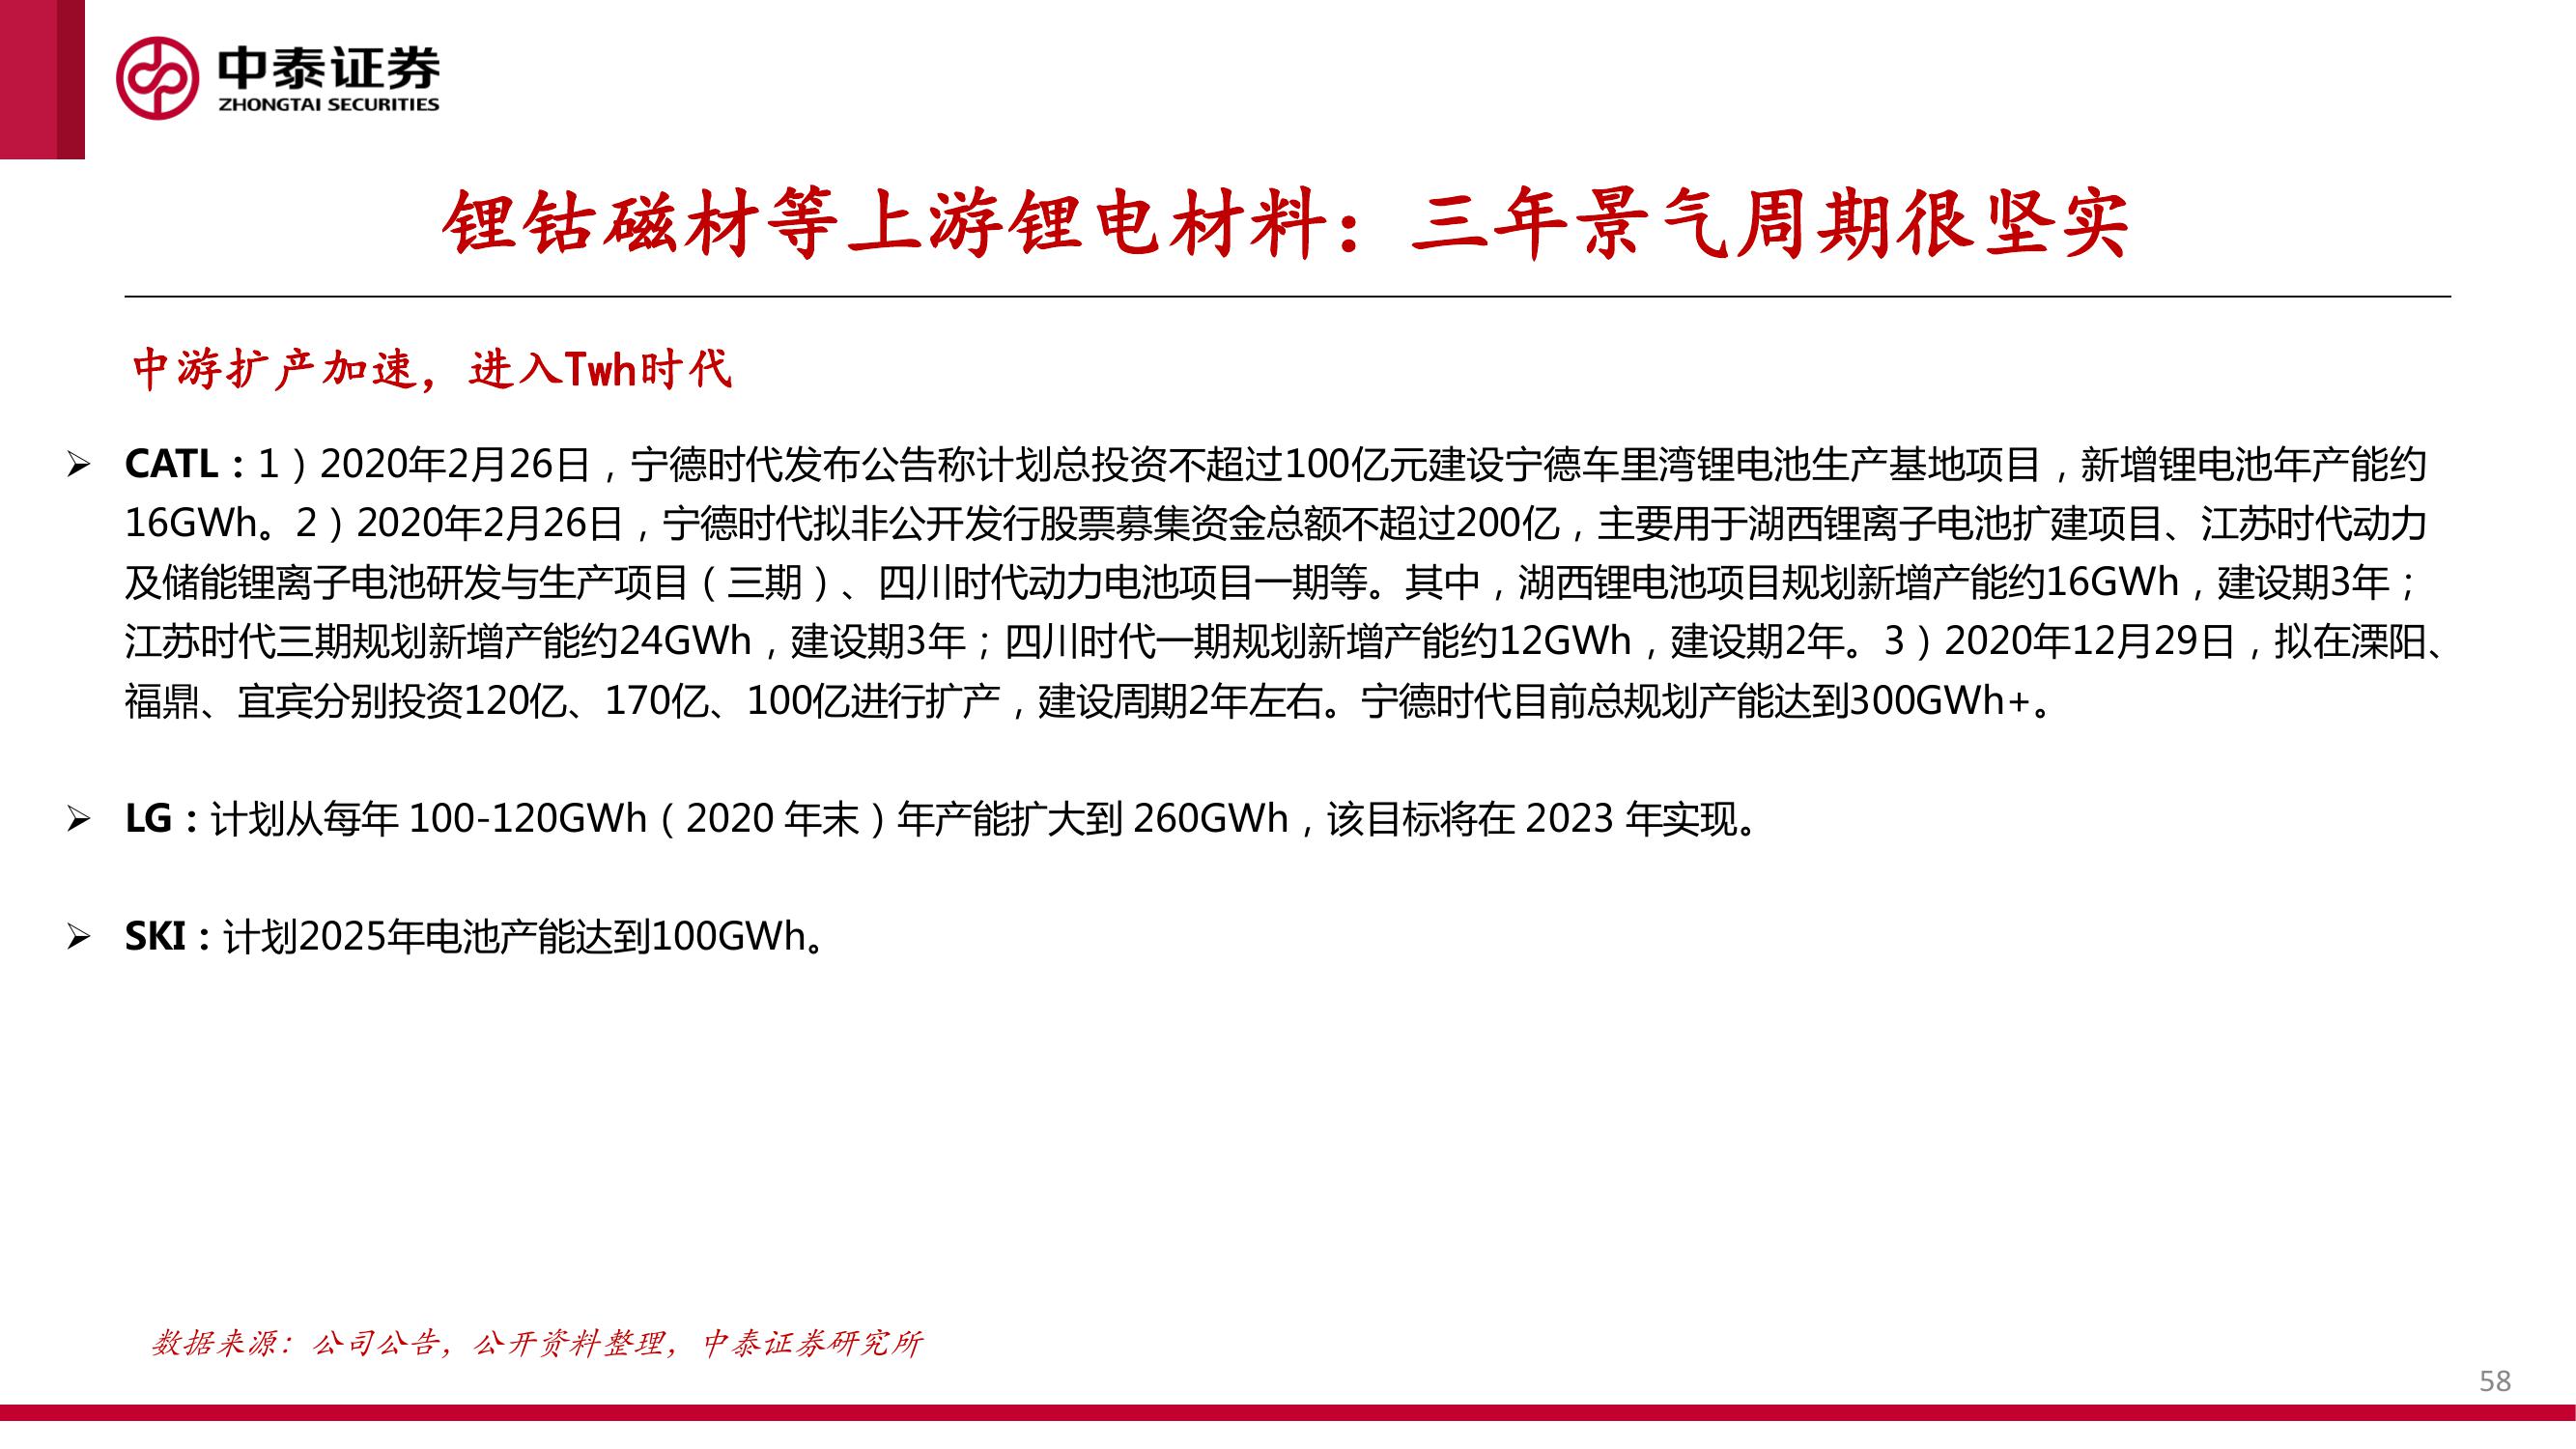 中泰证券
ZHONGTAI SECURITIES
锂钴磁材等上游锂电材料：三年景气周期很坚实
中游扩产加速，进入Twh时代
➢ CATL：1）2020年2月26日，宁德时代发布公告称计划总投资不超过100亿元建设宁德车里湾锂电池生产基地项目，新增锂电池年产能约
16GWh。2）2020年2月26日，宁德时代拟非公开发行股票募集资金总额不超过200亿，主要用于湖西锂离子电池扩建项目、江苏时代动力
及储能锂离子电池研发与生产项目（三期）、四川时代动力电池项目一期等。其中，湖西锂电池项目规划新增产能约16GWh，建设期3年；
江苏时代三期规划新增产能约24GWh，建设期3年；四川时代一期规划新增产能约12GWh，建设期2年。3）2020年12月29日，拟在溧阳、
福鼎、宜宾分别投资120亿、170亿、100亿进行扩产，建设周期2年左右。宁德时代目前总规划产能达到300GWh+。
➢ LG：计划从每年 100-120GWh（2020 年末）年产能扩大到 260GWh，该目标将在 2023 年实现。
➢ SKI：计划2025年电池产能达到100GWh。
数据来源：公司公告，公开资料整理，中泰证券研究所
58